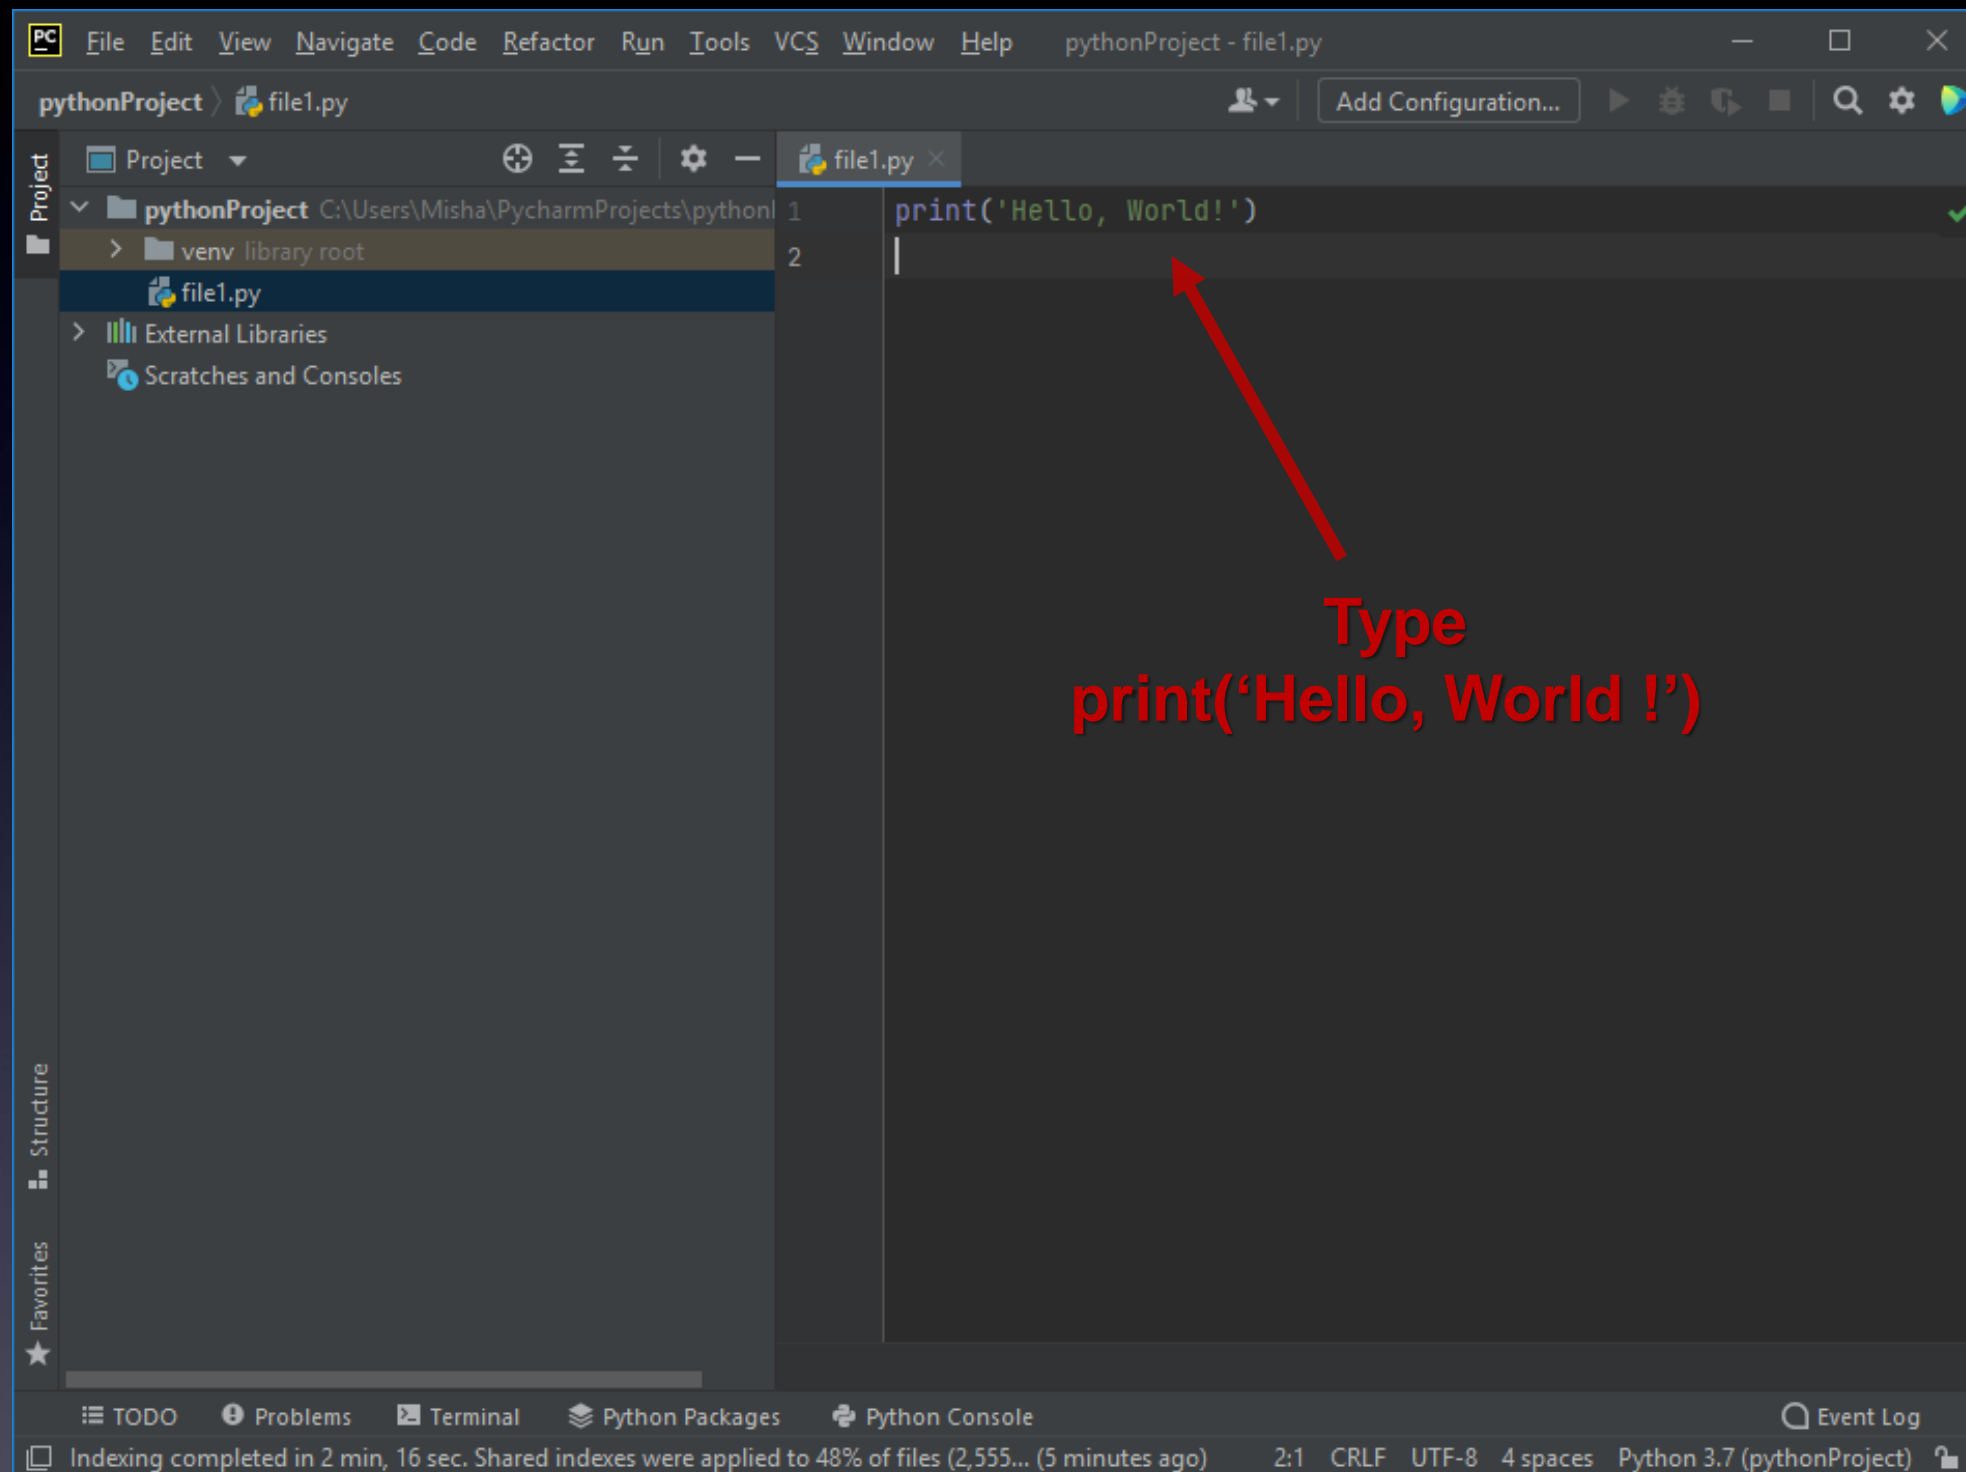 PC File Edit View Navigate Code Refactor Run Tools VCS Window Help pythonProject - file1.py
pythonProject file1.py Add Configuration...
Project
Project
file1.py
pythonProject C:\Users\Misha\PycharmProjects\python
1 print('Hello, World!')
venv library root
2
file1.py
External Libraries
Scratches and Consoles
Type
print(‘Hello, World !’)
Structure
Favorites
TODO Problems Terminal Python Packages Python Console Event Log
Indexing completed in 2 min, 16 sec. Shared indexes were applied to 48% of files (2,555... (5 minutes ago) 2:1 CRLF UTF-8 4 spaces Python 3.7 (pythonProject)